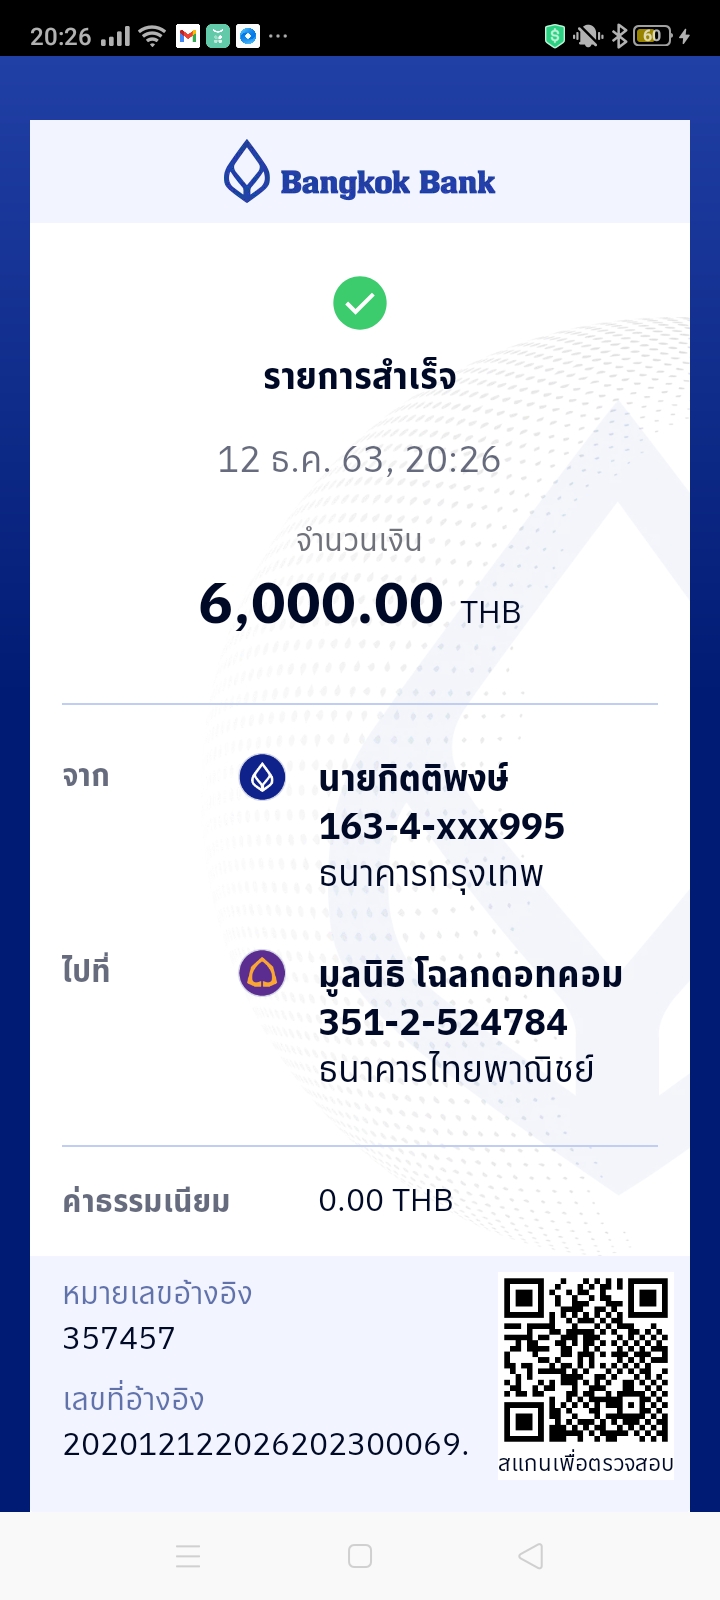 20:26 ... 60
Bangkok Bank
รายการสำเร็จ
12 ธ.ค. 63, 20:26
จำนวนเงิน
6,000.00 THB
จาก
นายกิตติพงษ์
163-4-xxx995
ธนาคารกรุงเทพ
ไปที่
มูลนิธิ โฉลกดอทคอม
351-2-524784
ธนาคารไทยพาณิชย์
ค่าธรรมเนียม 0.00 THB
หมายเลขอ้างอิง
357457
เลขที่อ้างอิง
202012122026202300069.
สแกนเพื่อตรวจสอบ